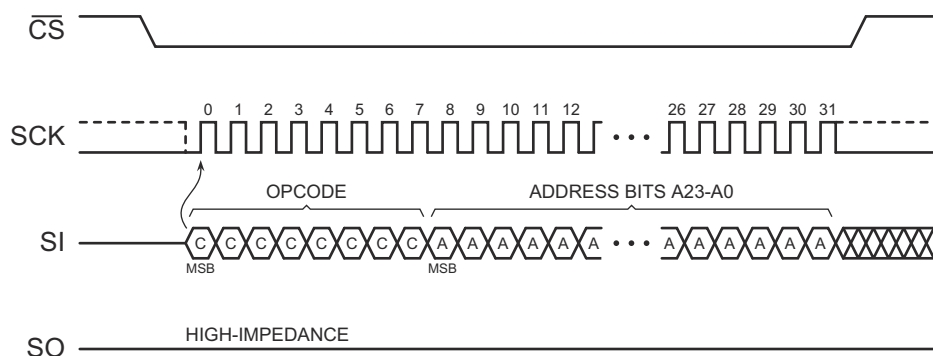 CS
SCK
0 1 2 3 4 5 6 7 8 9 10 11 12 26 27 28 29 30 31
OPCODE
ADDRESS BITS A23-A0
SI
C C C C C C C C A A A A A A A A A A A A
MSB
MSB
SO
HIGH-IMPEDANCE